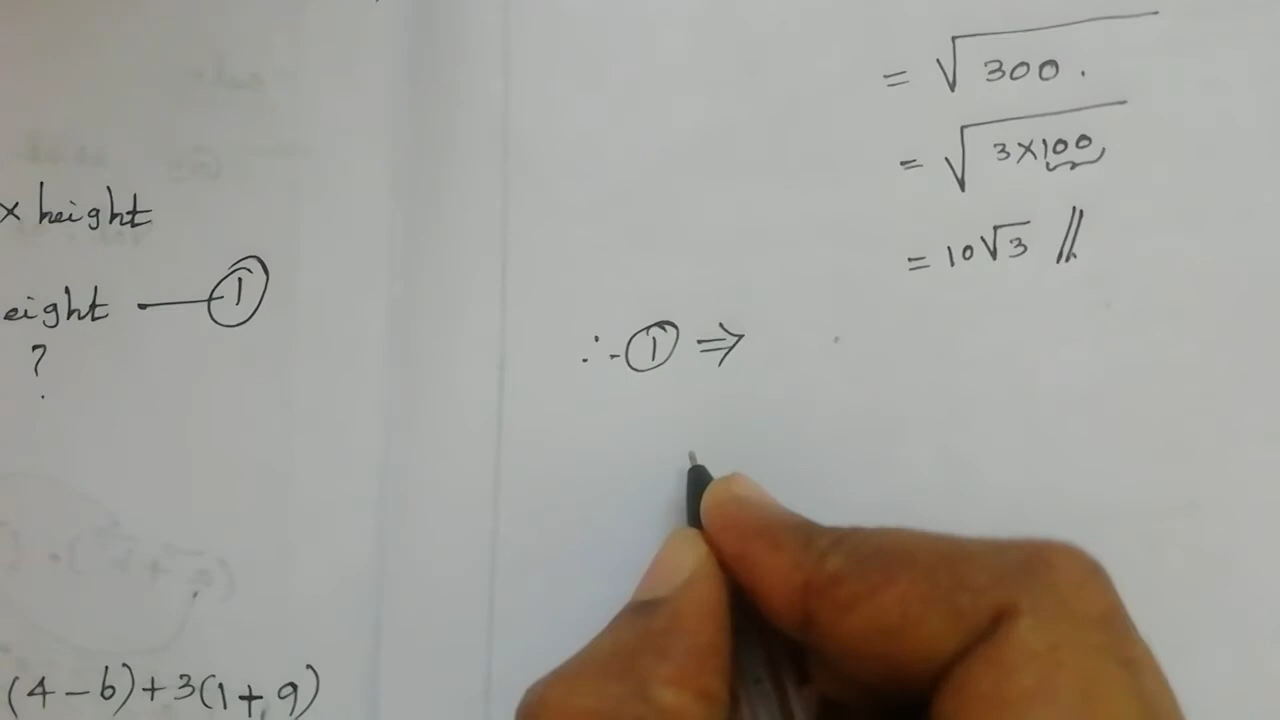 × height
eight —— ①
?
(4 - 6) + 3(1 + 9)
= √300.
= √3×100
= 10√3 //
∴ ① ⇒